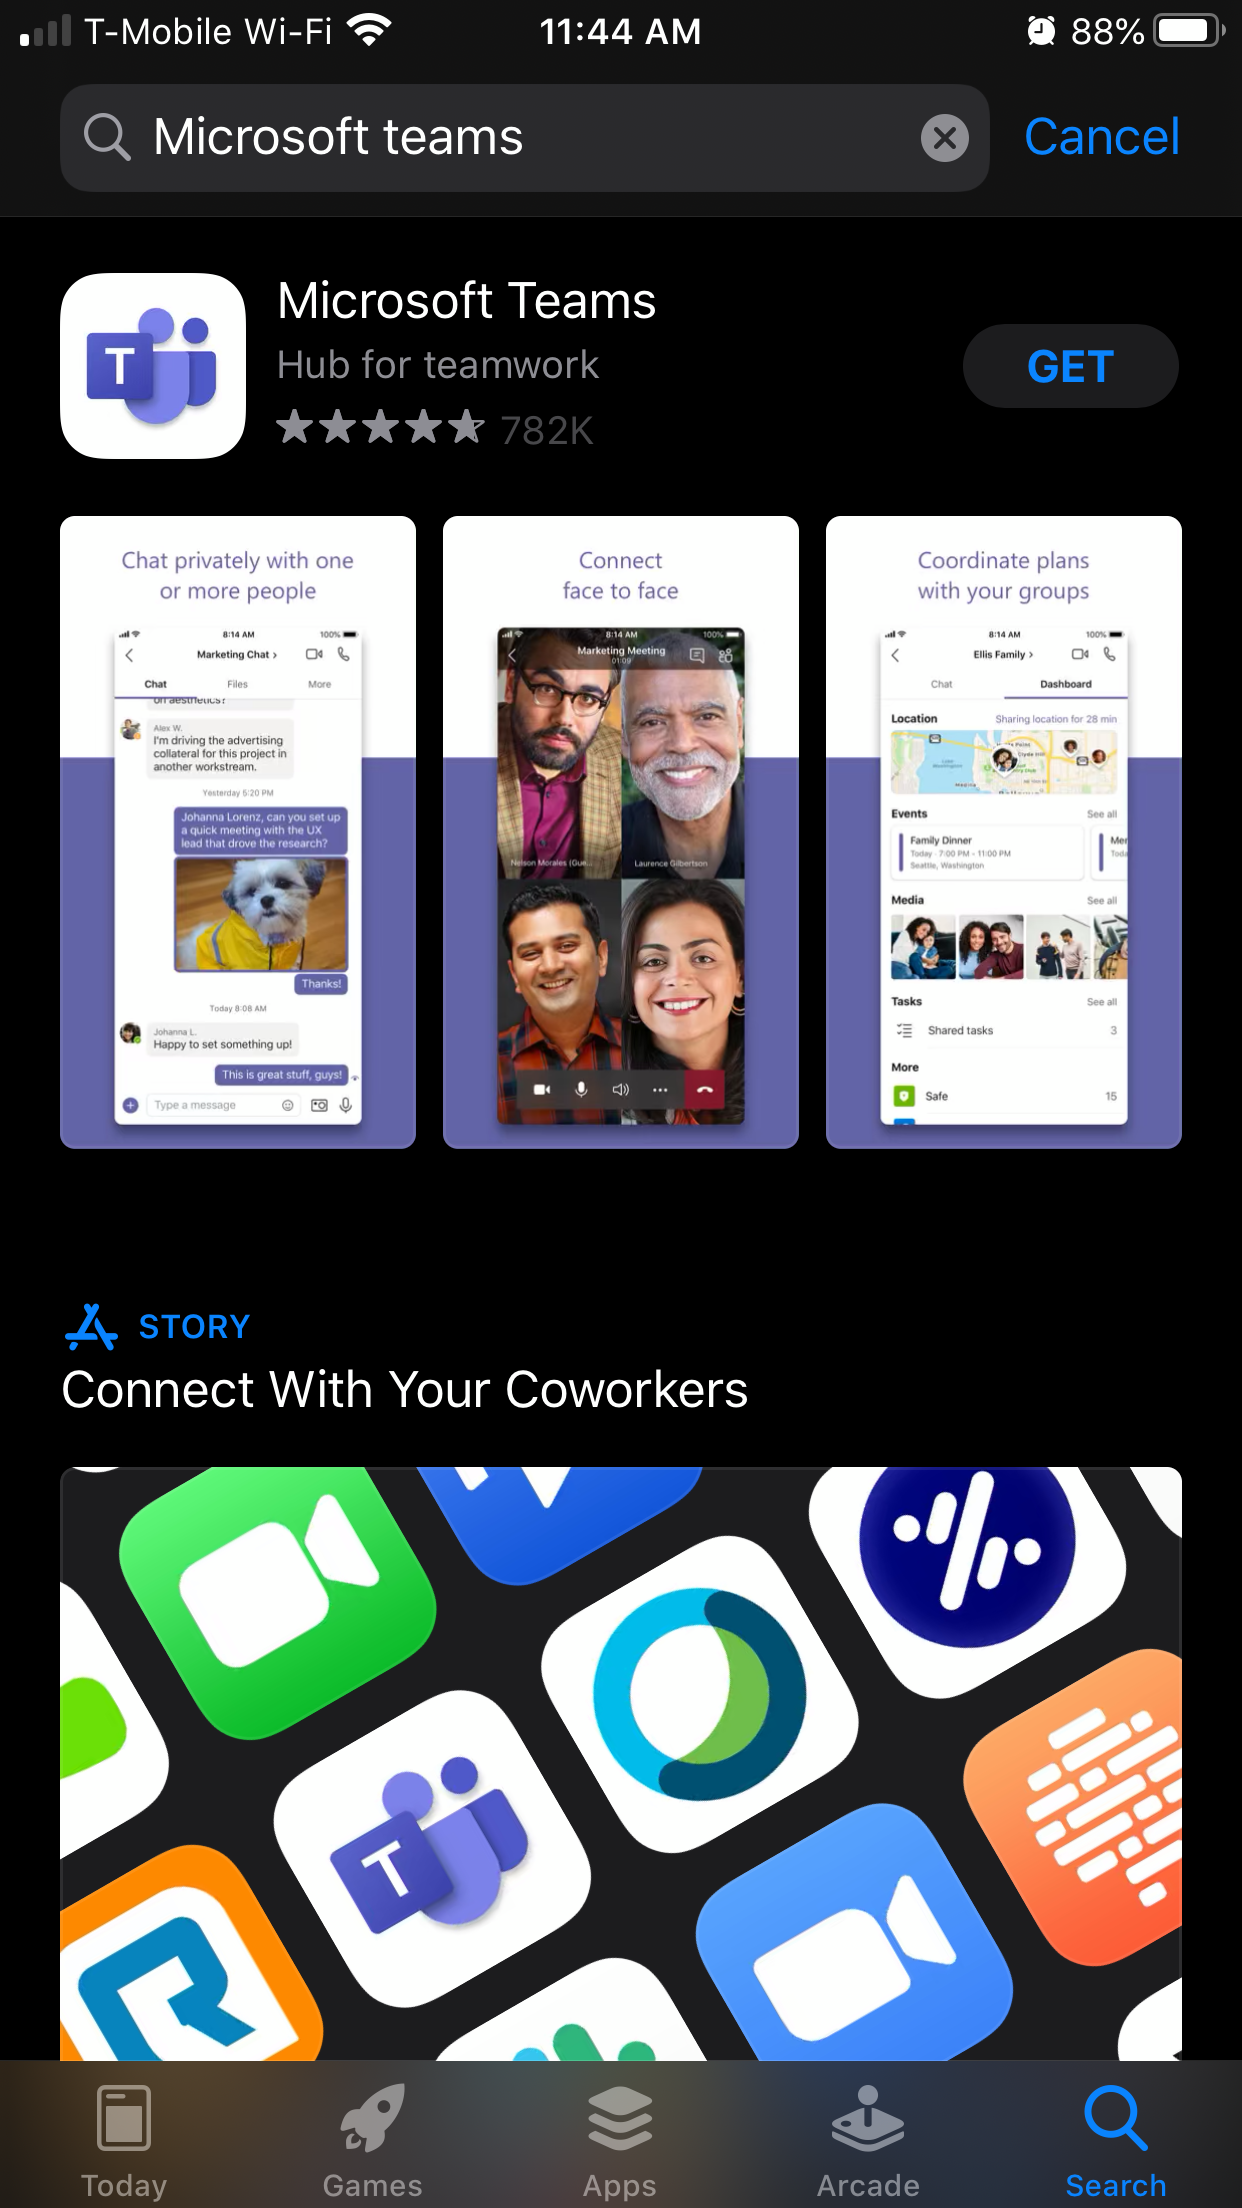 T-Mobile Wi-Fi
11:44 AM
88%
Microsoft teams
Cancel
T
Microsoft Teams
Hub for teamwork
782K
GET
Chat privately with one
or more people
8:14 AM
100%
Marketing Chat ›
Chat Files More
on aesthetics?
Alex W.
I'm driving the advertising
collateral for this project in
another workstream.
Yesterday 5:20 PM
Johanna Lorenz, can you set up
a quick meeting with the UX
lead that drove the research?
Thanks!
Today 8:08 AM
Johanna L.
Happy to set something up!
This is great stuff, guys!
Type a message
Connect
face to face
8:14 AM
100%
Marketing Meeting
01:09
Nelson Morales (Gue...
Laurence Gilbertson
Coordinate plans
with your groups
8:14 AM
100%
Ellis Family ›
Chat Dashboard
Location Sharing location for 28 min
Events See all
Family Dinner
Today · 7:00 PM - 11:00 PM
Seattle, Washington
Media See all
Tasks See all
Shared tasks 3
More
Safe 15
STORY
Connect With Your Coworkers
T
Today
Games
Apps
Arcade
Search